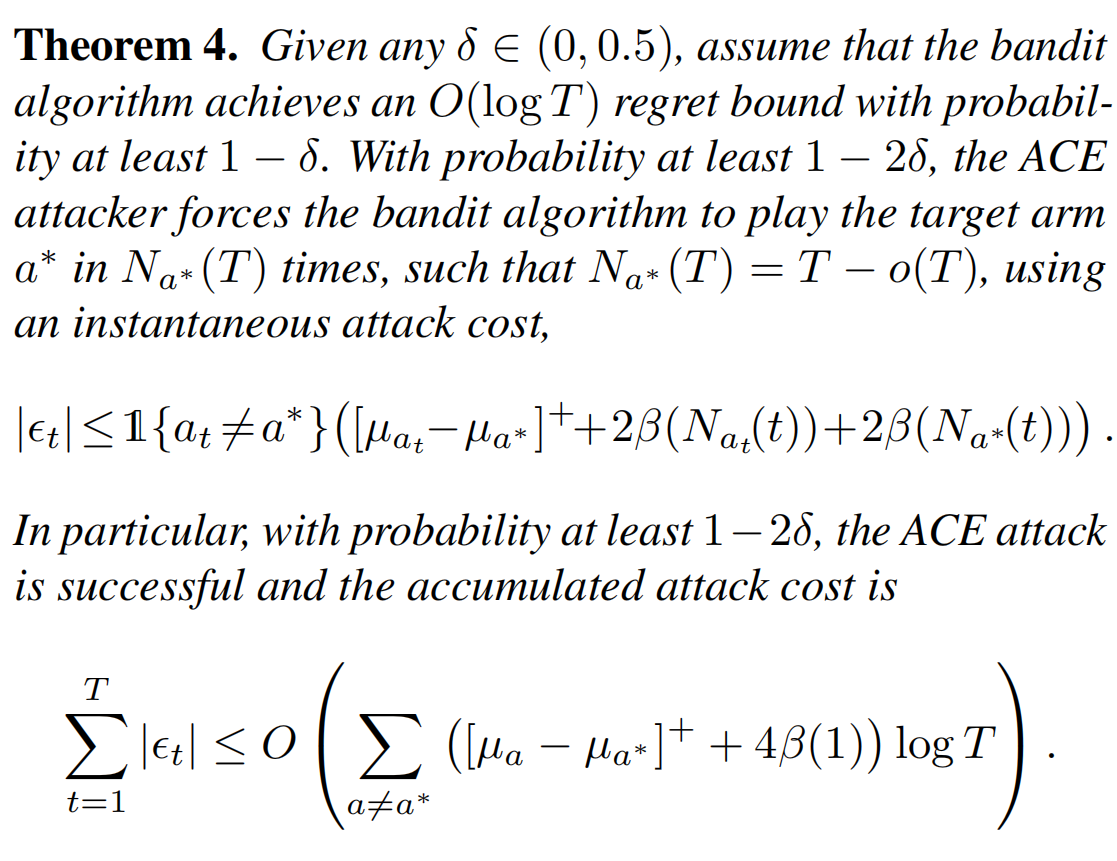 Theorem 4. Given any δ ∈ (0, 0.5), assume that the bandit
algorithm achieves an O(log T) regret bound with probabil-
ity at least 1 − δ. With probability at least 1 − 2δ, the ACE
attacker forces the bandit algorithm to play the target arm
a* in N_{a*}(T) times, such that N_{a*}(T) = T − o(T), using
an instantaneous attack cost,
|ϵ_t| ≤ 𝟙{a_t ≠ a*}([μ_{a_t} − μ_{a*}]^+ + 2β(N_{a_t}(t)) + 2β(N_{a*}(t))) .
In particular, with probability at least 1 − 2δ, the ACE attack
is successful and the accumulated attack cost is
\sum_{t=1}^{T} |ϵ_t| ≤ O ( \sum_{a≠a*} ([μ_a − μ_{a*}]^+ + 4β(1)) log T ) .